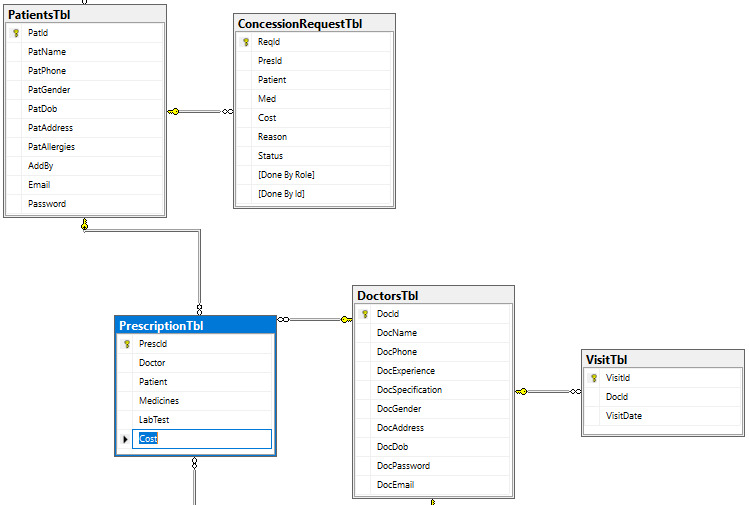 PatientsTbl
PatId
PatName
PatPhone
PatGender
PatDob
PatAddress
PatAllergies
AddBy
Email
Password
ConcessionRequestTbl
ReqId
PresId
Patient
Med
Cost
Reason
Status
[Done By Role]
[Done By Id]
PrescriptionTbl
PrescId
Doctor
Patient
Medicines
LabTest
Cost
DoctorsTbl
DocId
DocName
DocPhone
DocExperience
DocSpecification
DocGender
DocAddress
DocDob
DocPassword
DocEmail
VisitTbl
VisitId
DocId
VisitDate